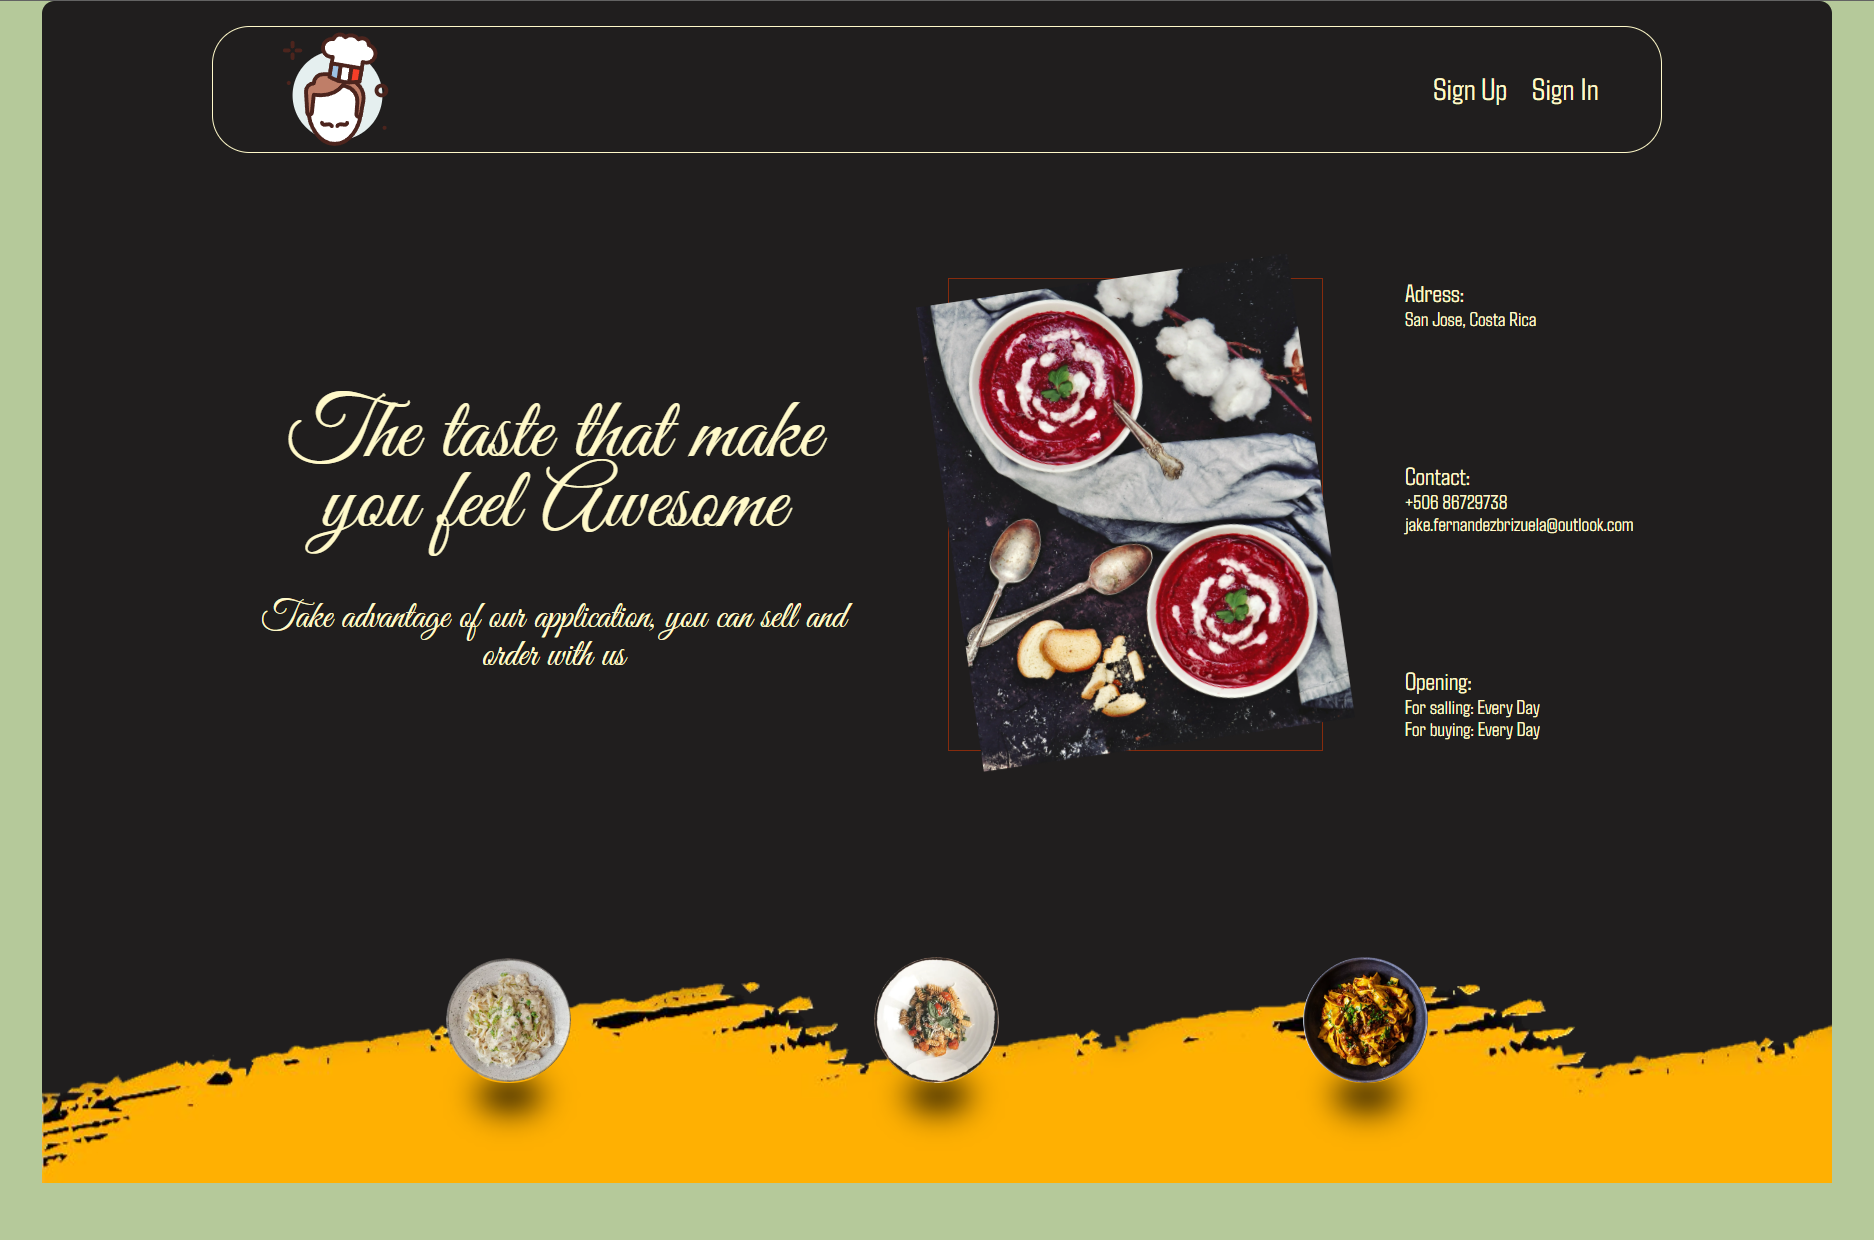 Sign Up Sign In
The taste that make
you feel Awesome
Take advantage of our application, you can sell and
order with us
Adress:
San Jose, Costa Rica
Contact:
+506 86729738
jake.fernandezbrizuela@outlook.com
Opening:
For salling: Every Day
For buying: Every Day